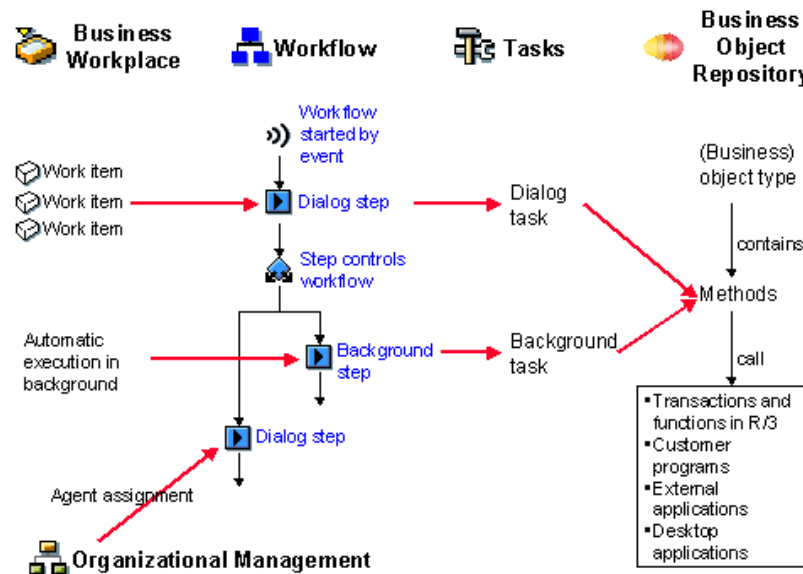 Business
Workplace
Workflow
Tasks
Business
Object
Repository
Workflow
started by
event
(Business)
object type
Work item
Work item
Work item
Dialog step
Dialog
task
contains
Step controls
workflow
Methods
Automatic
execution in
background
Background
step
Background
task
call
Transactions and
functions in R/3
Customer
programs
External
applications
Desktop
applications
Dialog step
Agent assignment
Organizational Management